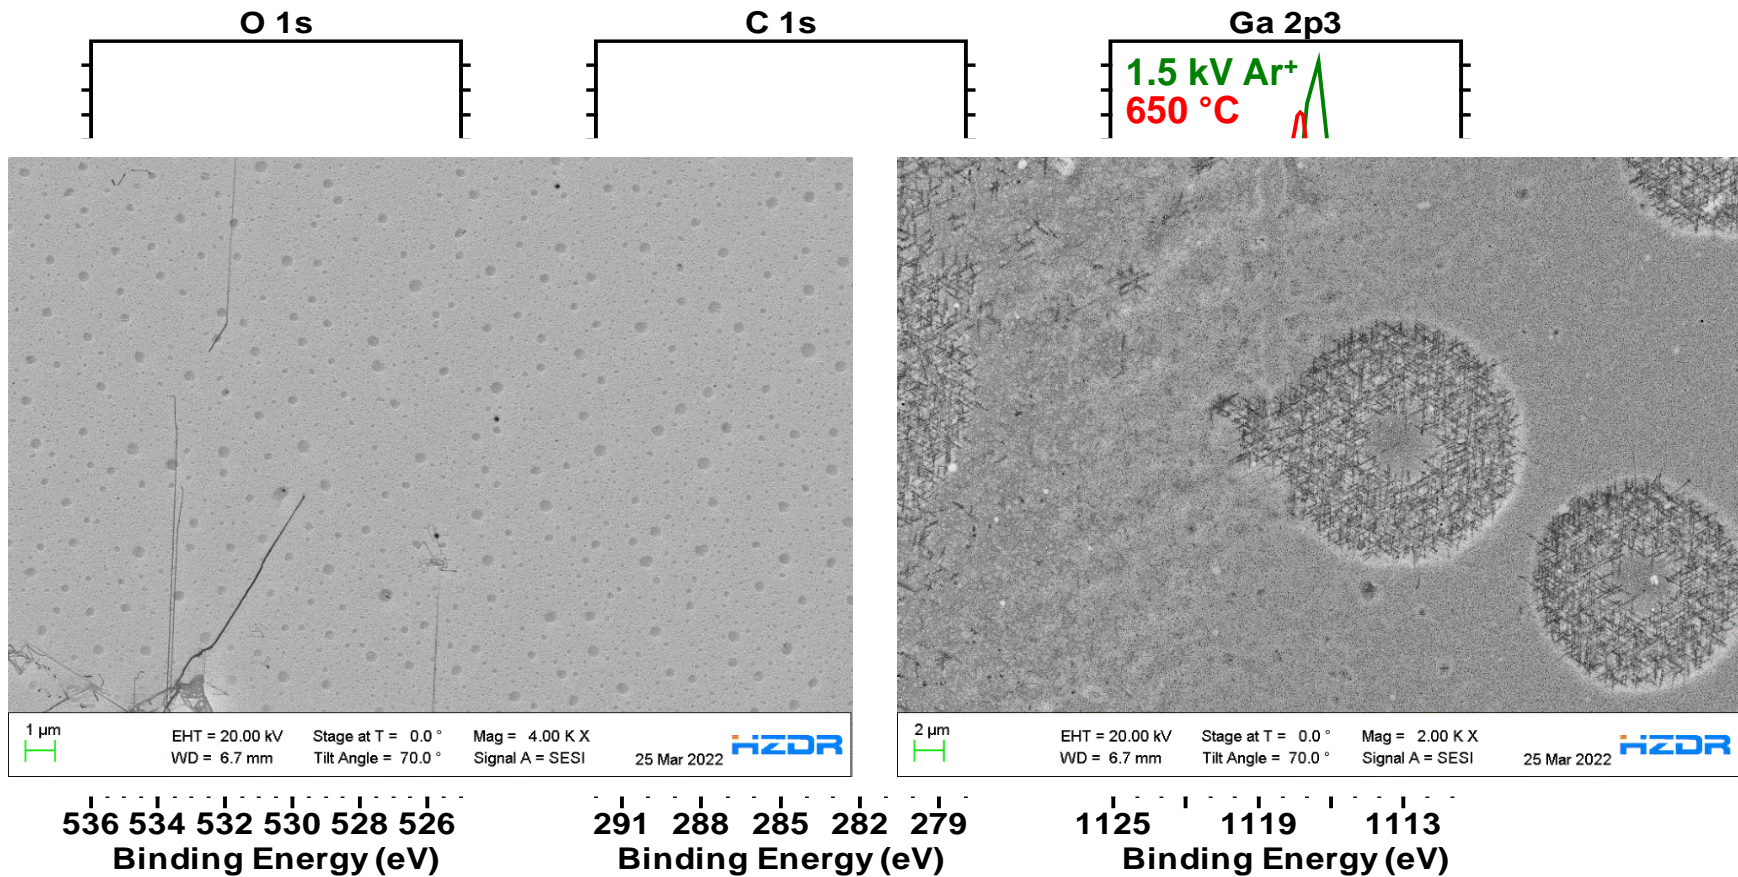 O 1s
C 1s
Ga 2p3
1.5 kV Ar+
650 °C
1 µm
EHT = 20.00 kV
Stage at T = 0.0 °
Mag = 4.00 K X
WD = 6.7 mm
Tilt Angle = 70.0 °
Signal A = SESI
25 Mar 2022
HZDR
2 µm
EHT = 20.00 kV
Stage at T = 0.0 °
Mag = 2.00 K X
WD = 6.7 mm
Tilt Angle = 70.0 °
Signal A = SESI
25 Mar 2022
HZDR
536 534 532 530 528 526
Binding Energy (eV)
291 288 285 282 279
Binding Energy (eV)
1125 1119 1113
Binding Energy (eV)